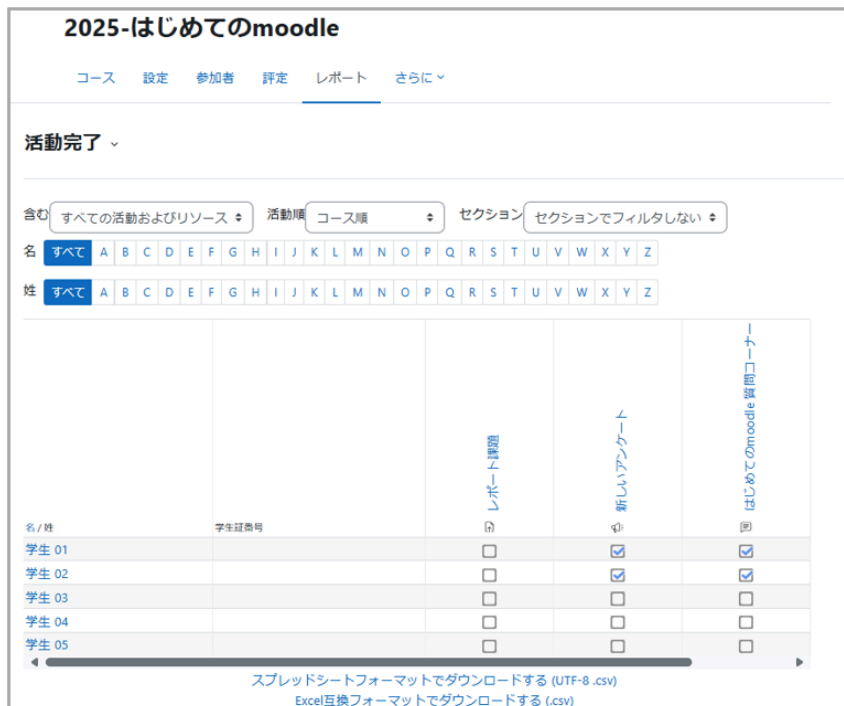 2025-はじめてのmoodle
コース 設定 参加者 評定 レポート さらに
活動完了
含む すべての活動およびリソース 活動順 コース順 セクション セクションでフィルタしない
名 すべて A B C D E F G H I J K L M N O P Q R S T U V W X Y Z
姓 すべて A B C D E F G H I J K L M N O P Q R S T U V W X Y Z
レポート課題
新しいアンケート
はじめてのmoodle 質問コーナー
名 / 姓 学生証番号
学生 01
学生 02
学生 03
学生 04
学生 05
スプレッドシートフォーマットでダウンロードする (UTF-8 .csv)
Excel互換フォーマットでダウンロードする (.csv)